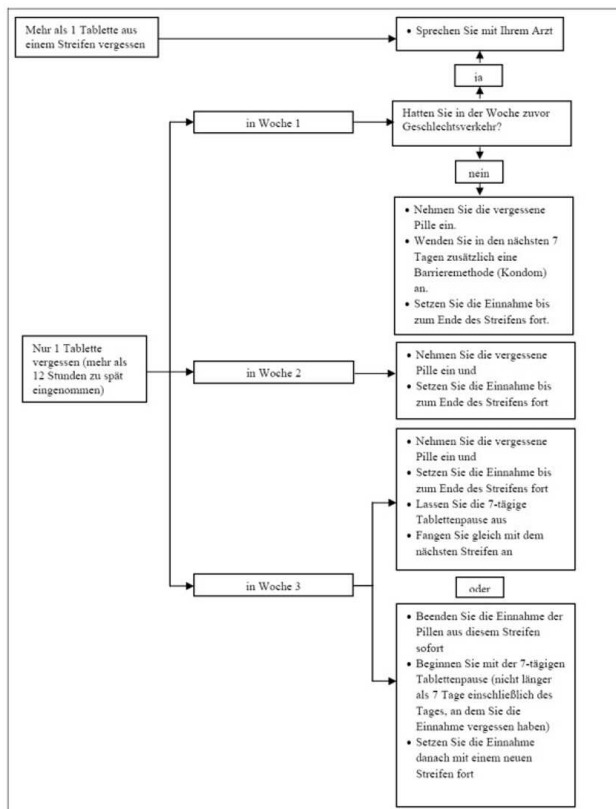 Mehr als 1 Tablette aus
einem Streifen vergessen
• Sprechen Sie mit Ihrem Arzt
ja
in Woche 1
Hatten Sie in der Woche zuvor
Geschlechtsverkehr?
nein
• Nehmen Sie die vergessene
Pille ein.
• Wenden Sie in den nächsten 7
Tagen zusätzlich eine
Barrieremethode (Kondom)
an.
• Setzen Sie die Einnahme bis
zum Ende des Streifens fort.
Nur 1 Tablette
vergessen (mehr als
12 Stunden zu spät
eingenommen)
in Woche 2
• Nehmen Sie die vergessene
Pille ein und
• Setzen Sie die Einnahme bis
zum Ende des Streifens fort
in Woche 3
• Nehmen Sie die vergessene
Pille ein und
• Setzen Sie die Einnahme bis
zum Ende des Streifens fort
• Lassen Sie die 7-tägige
Tablettenpause aus
• Fangen Sie gleich mit dem
nächsten Streifen an
oder
• Beenden Sie die Einnahme der
Pillen aus diesem Streifen
sofort
• Beginnen Sie mit der 7-tägigen
Tablettenpause (nicht länger
als 7 Tage einschließlich des
Tages, an dem Sie die
Einnahme vergessen haben)
• Setzen Sie die Einnahme
danach mit einem neuen
Streifen fort